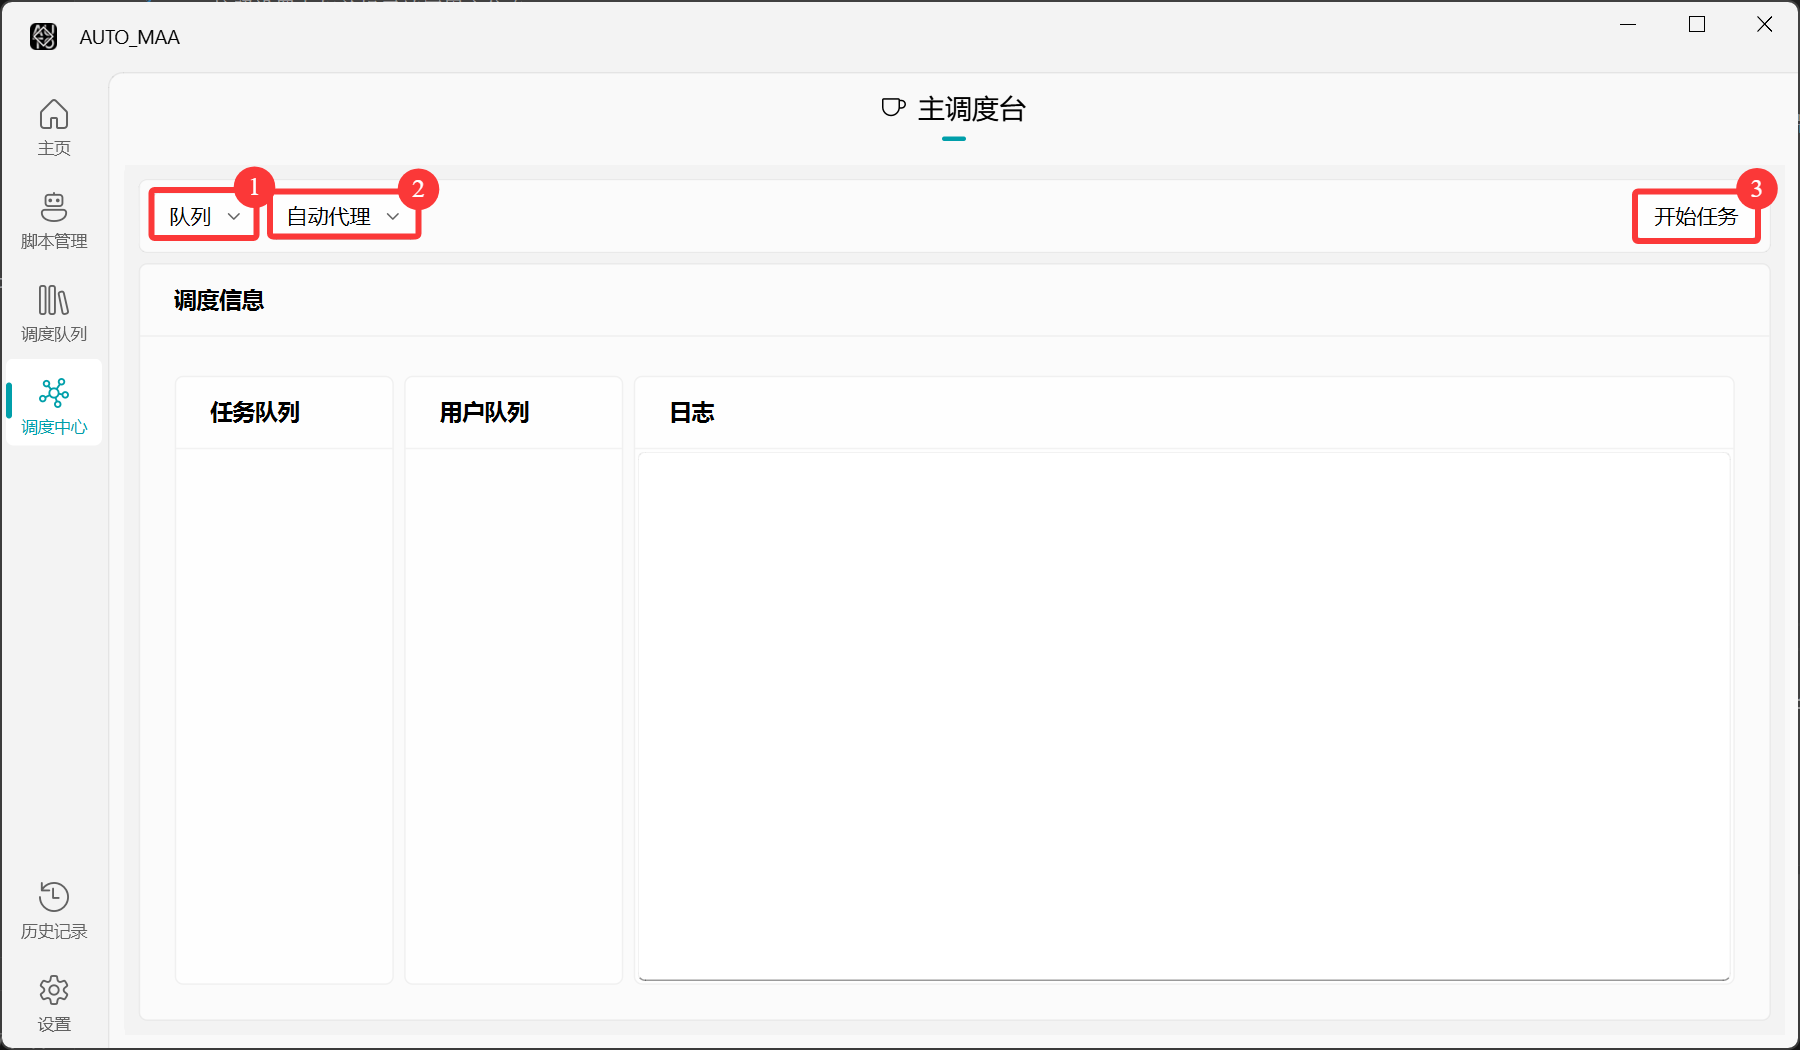 AUTO_MAA
主页
脚本管理
调度队列
调度中心
历史记录
设置
主调度台
1
队列
2
自动代理
3
开始任务
调度信息
任务队列
用户队列
日志